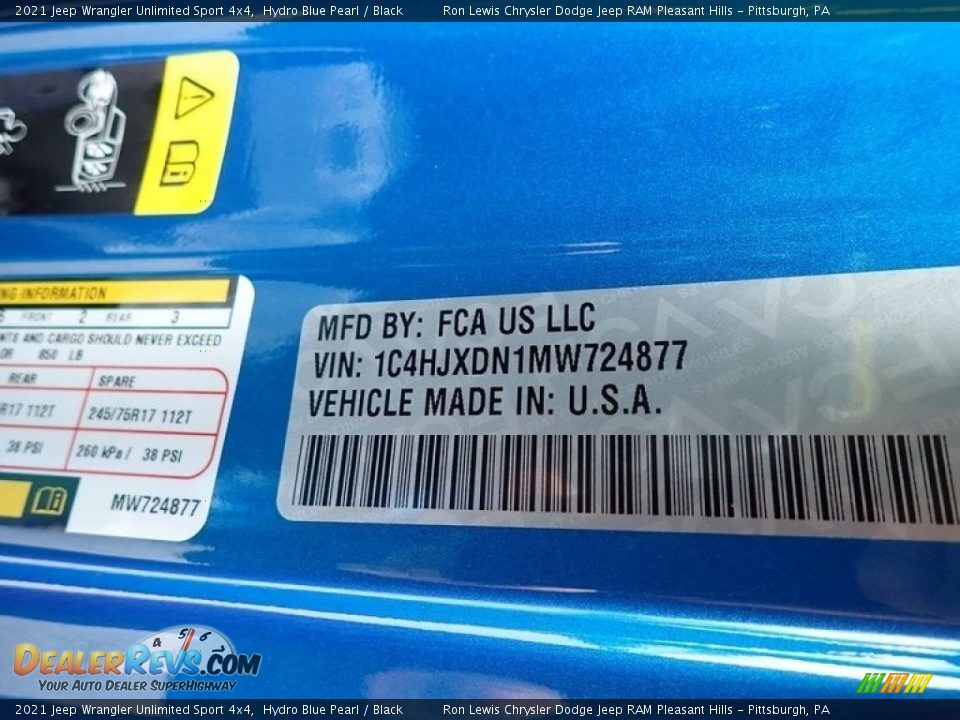 2021 Jeep Wrangler Unlimited Sport 4x4, Hydro Blue Pearl / Black Ron Lewis Chrysler Dodge Jeep RAM Pleasant Hills - Pittsburgh, PA
INFORMATION
FRONT 2 REAR 3
AND CARGO SHOULD NEVER EXCEED
850 LB
REAR SPARE
R17 112T 245/75R17 112T
38 PSI 260 kPa / 38 PSI
MW724877
MFD BY: FCA US LLC
VIN: 1C4HJXDN1MW724877
VEHICLE MADE IN: U.S.A.
4 5 6
DEALERREVS.COM
YOUR AUTO DEALER SUPERHIGHWAY
2021 Jeep Wrangler Unlimited Sport 4x4, Hydro Blue Pearl / Black Ron Lewis Chrysler Dodge Jeep RAM Pleasant Hills - Pittsburgh, PA